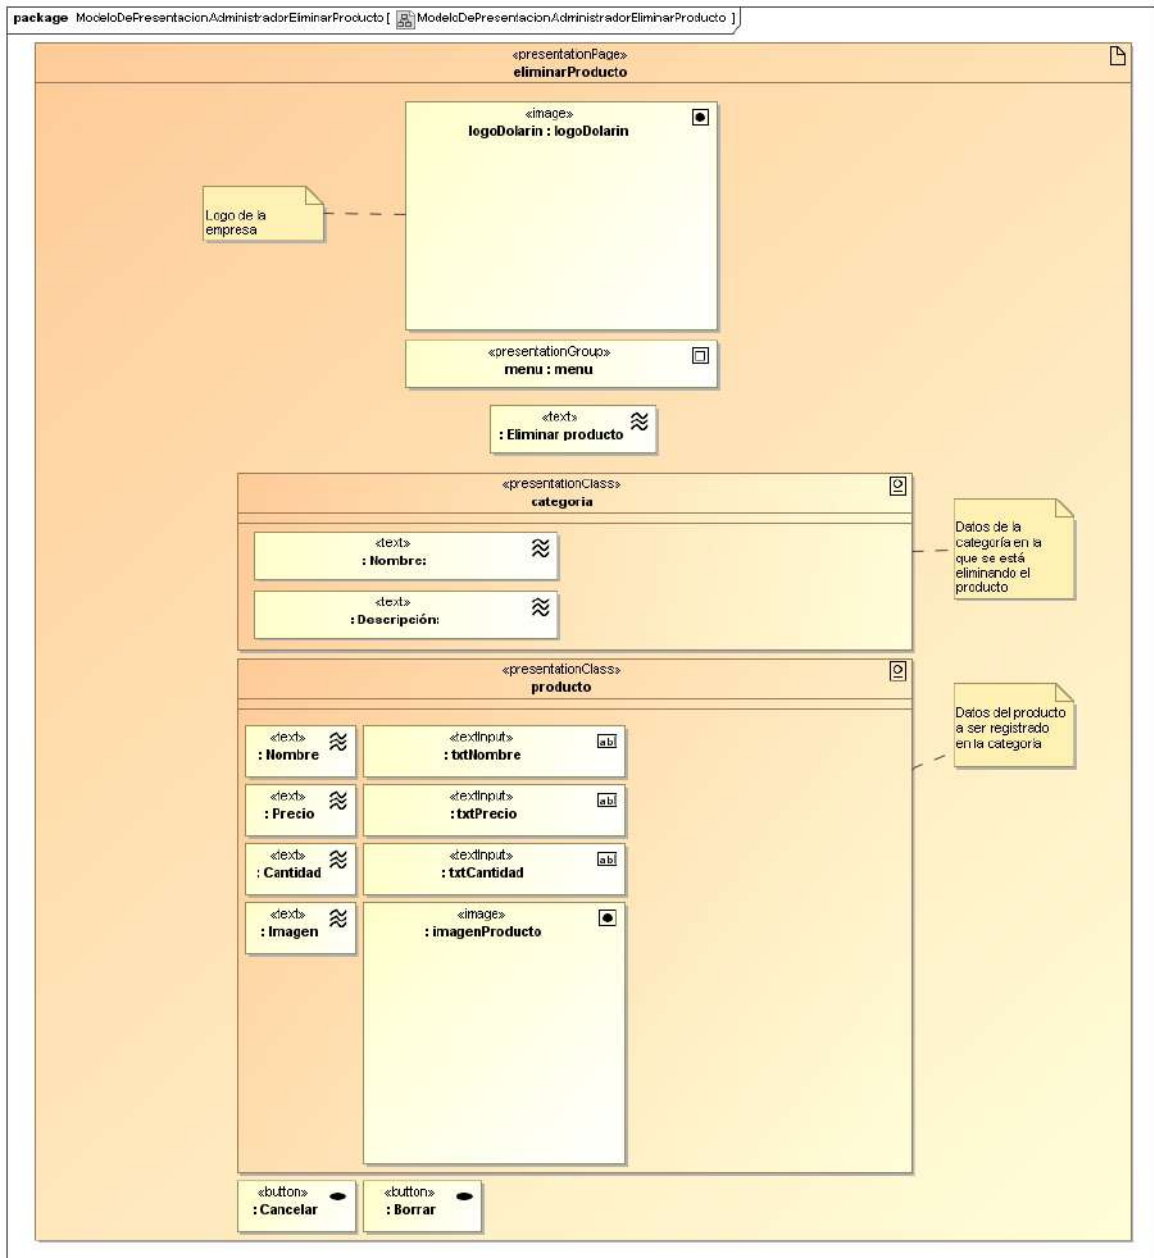 package ModeloDePresentacionAdministradorEliminarProducto [ ModeloDePresentacionAdministradorEliminarProducto ]
«presentationPage»
eliminarProducto
«image»
logoDolarin : logoDolarin
Logo de la
empresa
«presentationGroup»
menu : menu
«text»
: Eliminar producto
«presentationClass»
categoria
«text»
: Nombre:
«text»
: Descripción:
Datos de la
categoría en la
que se está
eliminando el
producto
«presentationClass»
producto
«text»
: Nombre
«textInput»
: txtNombre
ab
«text»
: Precio
«textInput»
: txtPrecio
ab
«text»
: Cantidad
«textInput»
: txtCantidad
ab
«text»
: Imagen
«image»
: imagenProducto
Datos del producto
a ser registrado
en la categoría
«button»
: Cancelar
«button»
: Borrar